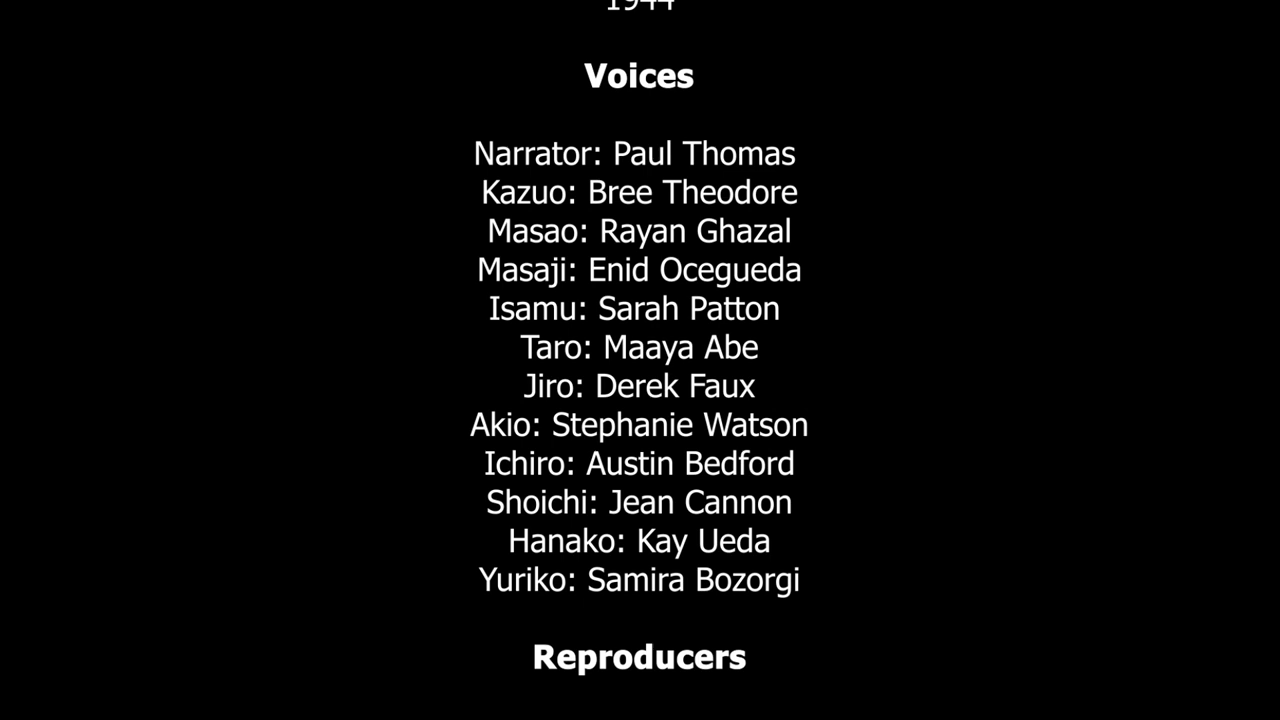 1944
Voices
Narrator: Paul Thomas
Kazuo: Bree Theodore
Masao: Rayan Ghazal
Masaji: Enid Ocegueda
Isamu: Sarah Patton
Taro: Maaya Abe
Jiro: Derek Faux
Akio: Stephanie Watson
Ichiro: Austin Bedford
Shoichi: Jean Cannon
Hanako: Kay Ueda
Yuriko: Samira Bozorgi
Reproducers